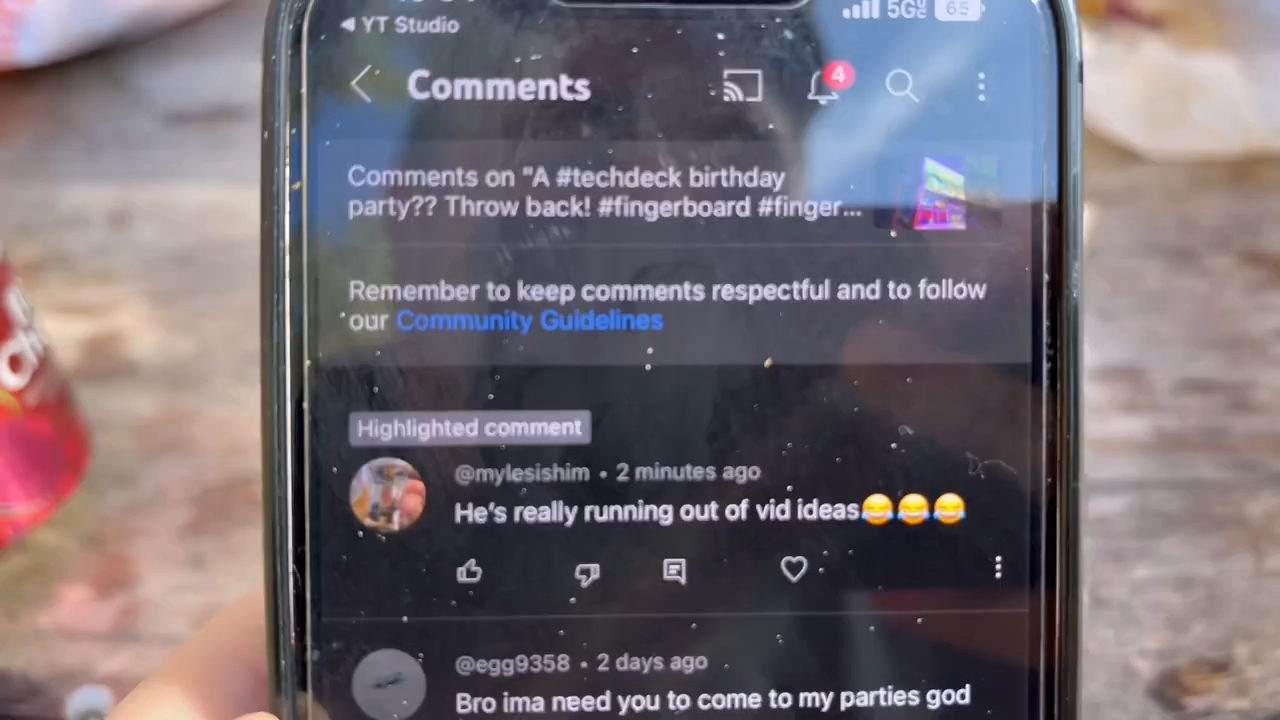 ◀ YT Studio
5G
65
Comments
4
Comments on "A #techdeck birthday
party?? Throw back! #fingerboard #finger...
Remember to keep comments respectful and to follow
our Community Guidelines
Highlighted comment
@mylesishim • 2 minutes ago
He's really running out of vid ideas😂😂😂
@egg9358 • 2 days ago
Bro ima need you to come to my parties god